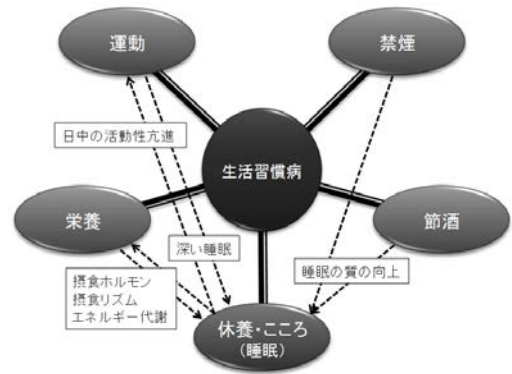 運動
禁煙
日中の活動性亢進
生活習慣病
栄養
節酒
深い睡眠
睡眠の質の向上
摂食ホルモン
摂食リズム
エネルギー代謝
休養・こころ
(睡眠)